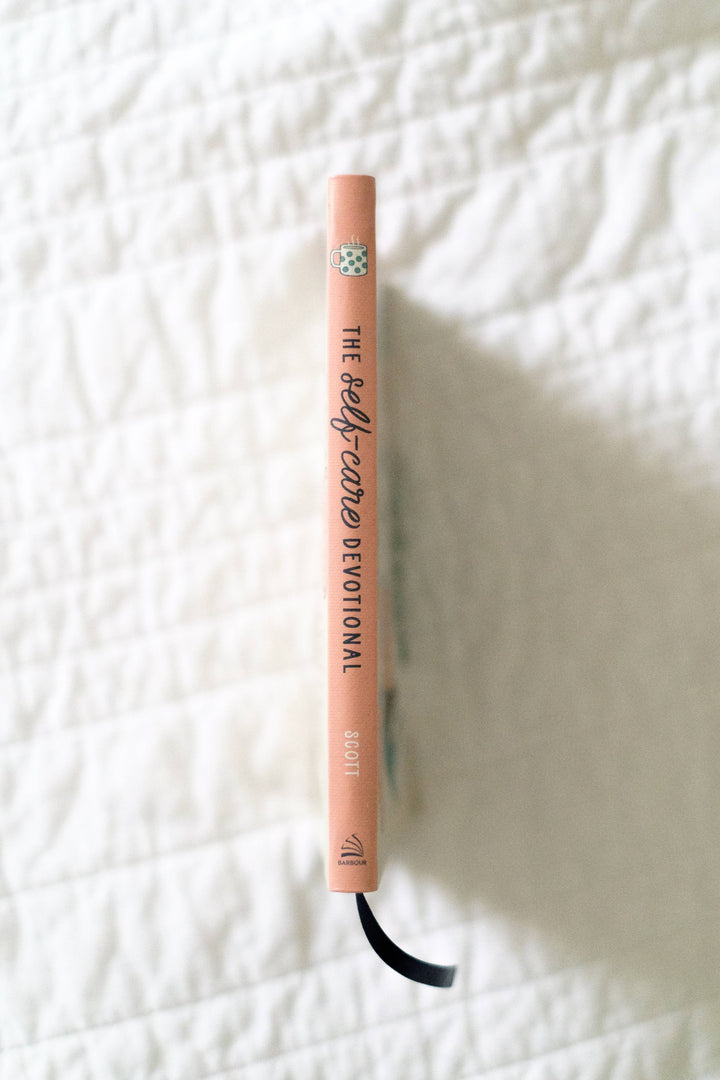 THE self-care DEVOTIONAL
SCOTT
BARBOUR